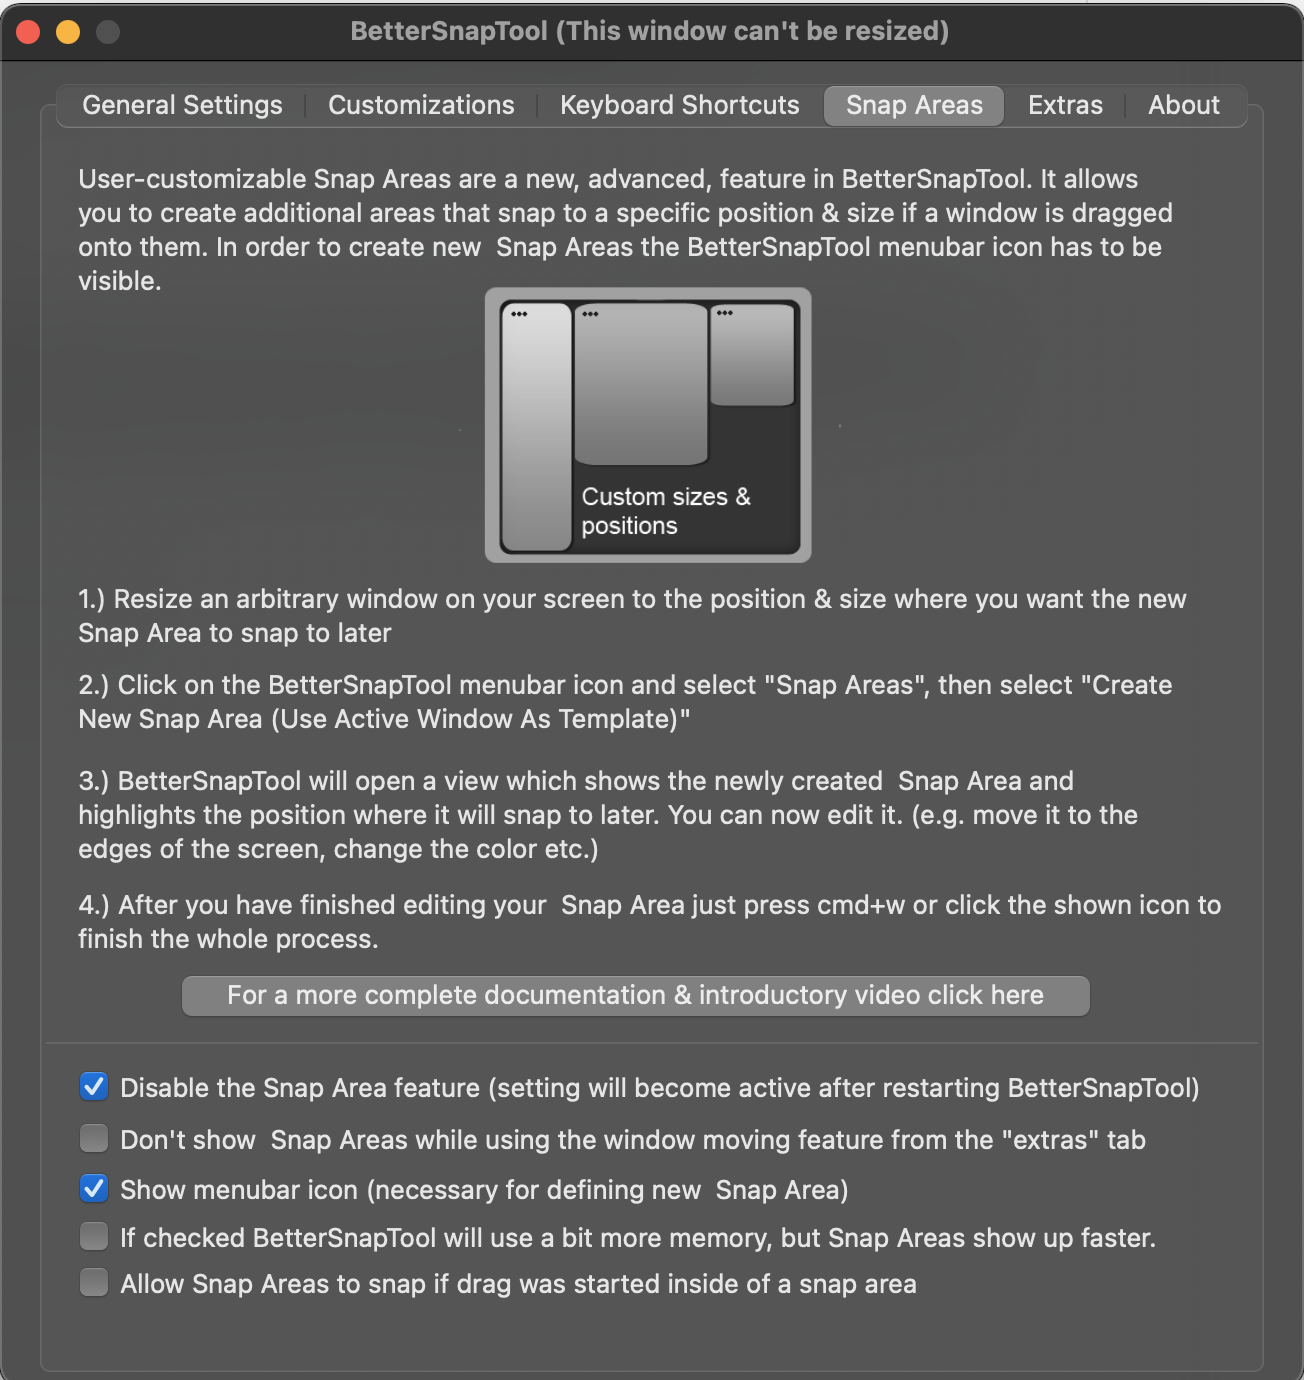 BetterSnapTool (This window can't be resized)
General Settings
Customizations
Keyboard Shortcuts
Snap Areas
Extras
About
User-customizable Snap Areas are a new, advanced, feature in BetterSnapTool. It allows
you to create additional areas that snap to a specific position & size if a window is dragged
onto them. In order to create new  Snap Areas the BetterSnapTool menubar icon has to be
visible.
Custom sizes &
positions
1.) Resize an arbitrary window on your screen to the position & size where you want the new
Snap Area to snap to later
2.) Click on the BetterSnapTool menubar icon and select "Snap Areas", then select "Create
New Snap Area (Use Active Window As Template)"
3.) BetterSnapTool will open a view which shows the newly created  Snap Area and
highlights the position where it will snap to later. You can now edit it. (e.g. move it to the
edges of the screen, change the color etc.)
4.) After you have finished editing your  Snap Area just press cmd+w or click the shown icon to
finish the whole process.
For a more complete documentation & introductory video click here
Disable the Snap Area feature (setting will become active after restarting BetterSnapTool)
Don't show  Snap Areas while using the window moving feature from the "extras" tab
Show menubar icon (necessary for defining new  Snap Area)
If checked BetterSnapTool will use a bit more memory, but Snap Areas show up faster.
Allow Snap Areas to snap if drag was started inside of a snap area